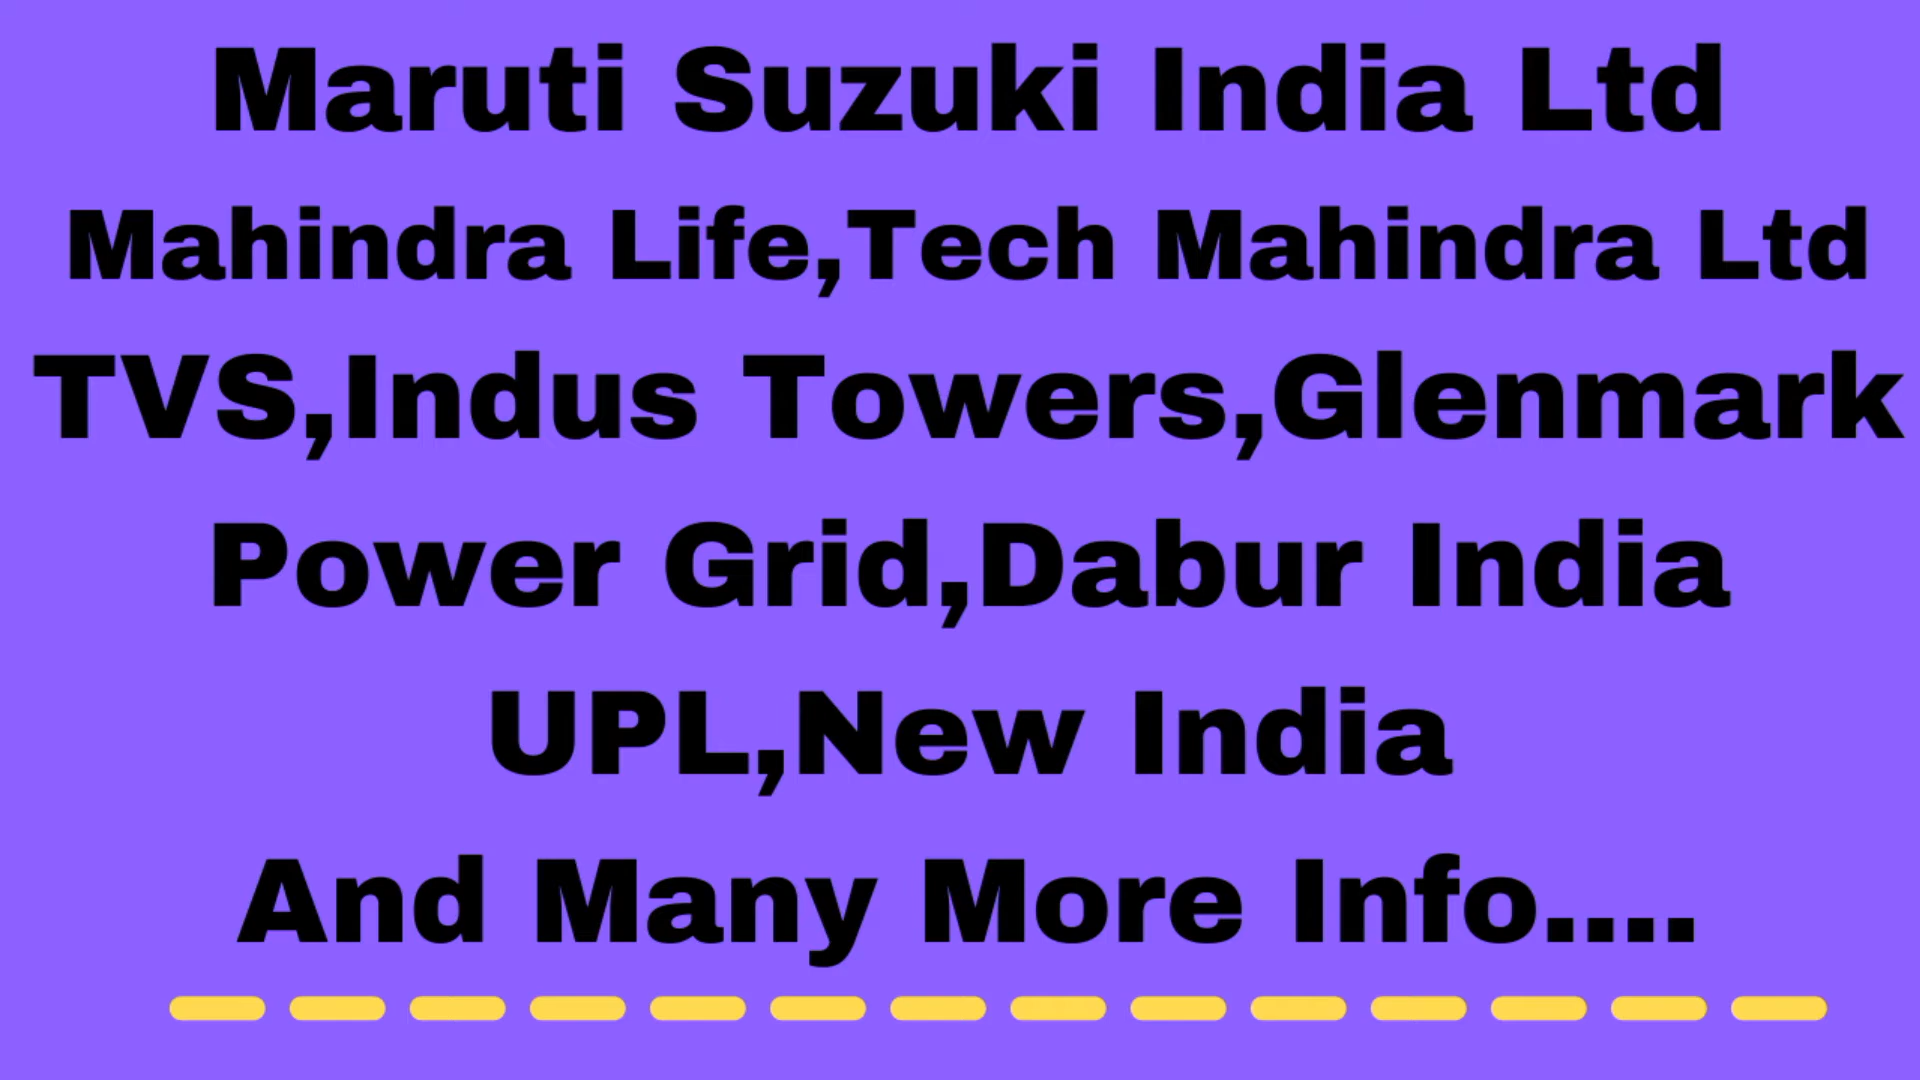 Maruti Suzuki India Ltd
Mahindra Life,Tech Mahindra Ltd
TVS,Indus Towers,Glenmark
Power Grid,Dabur India
UPL,New India
And Many More Info....